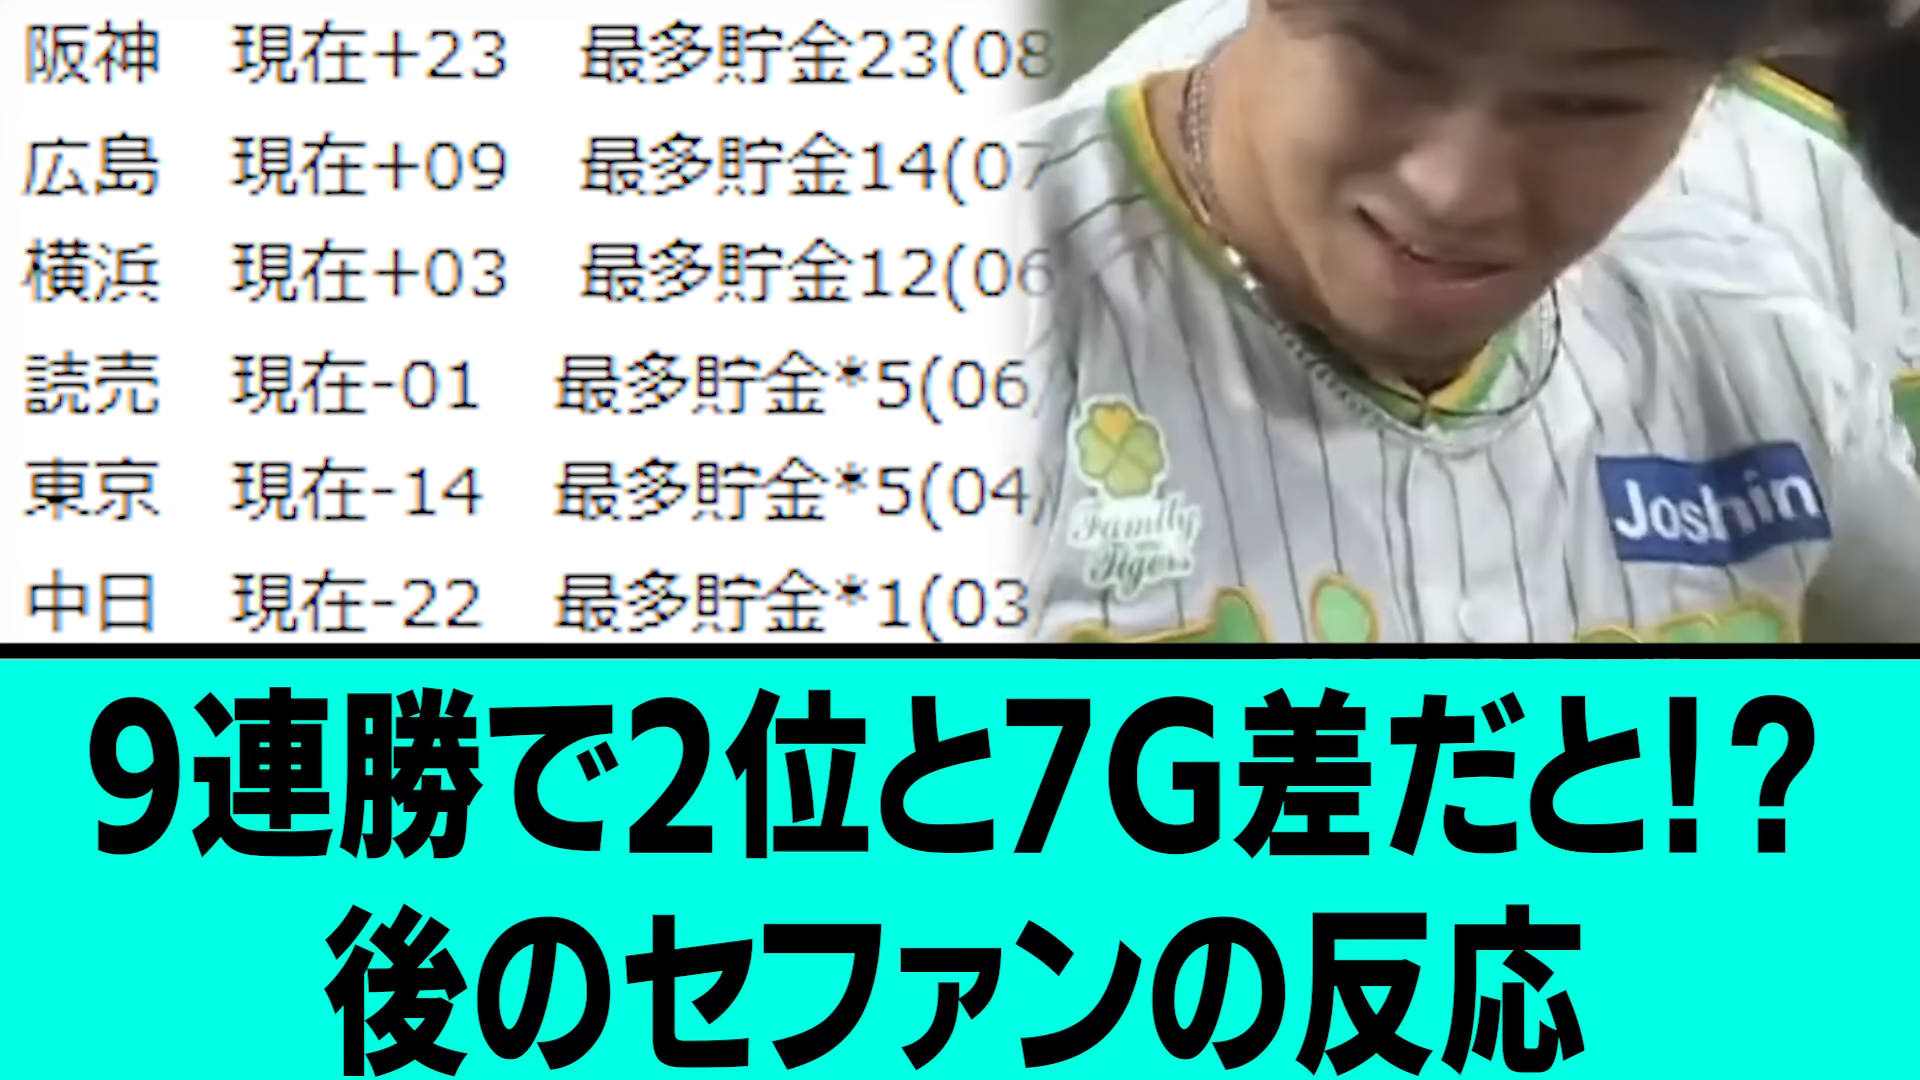 阪神　現在+23　最多貯金23(08
広島　現在+09　最多貯金14(07
横浜　現在+03　最多貯金12(06
読売　現在-01　最多貯金*5(06
東京　現在-14　最多貯金*5(04
中日　現在-22　最多貯金*1(03
Family
Tigers
Joshin
9連勝で2位と7G差だと!?
後のセファンの反応